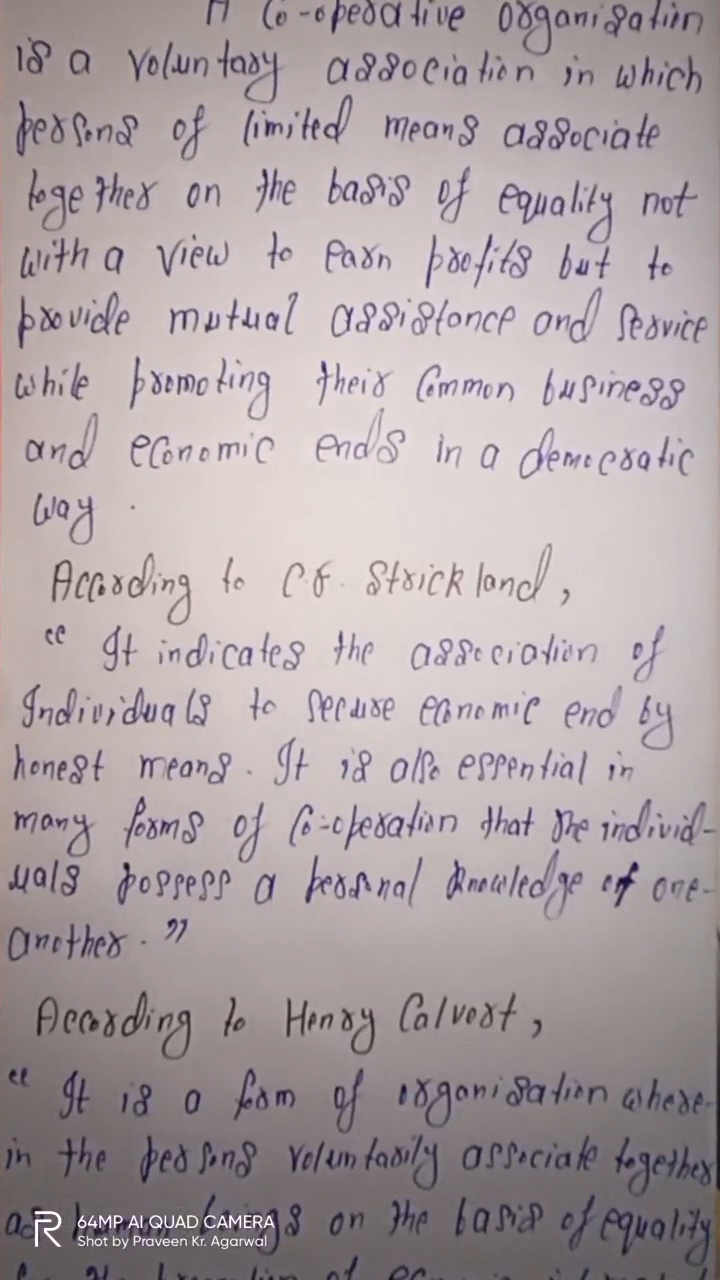 A Co-operative organisation
is a voluntary association in which
persons of limited means associate
together on the basis of equality not
with a view to earn profits but to
provide mutual assistance and service
while promoting their Common business
and economic ends in a democratic
way.
According to C.F. Strickland,
"It indicates the association of
Individuals to secure economic end by
honest means. It is also essential in
many forms of Co-operation that the individ-
uals possess a personal knowledge of one-
another."
According to Henry Calvert,
"It is a form of organisation where-
in the persons voluntarily associate together
as human beings on the basis of equality
of
64MP AI QUAD CAMERA
Shot by Praveen Kr. Agarwal